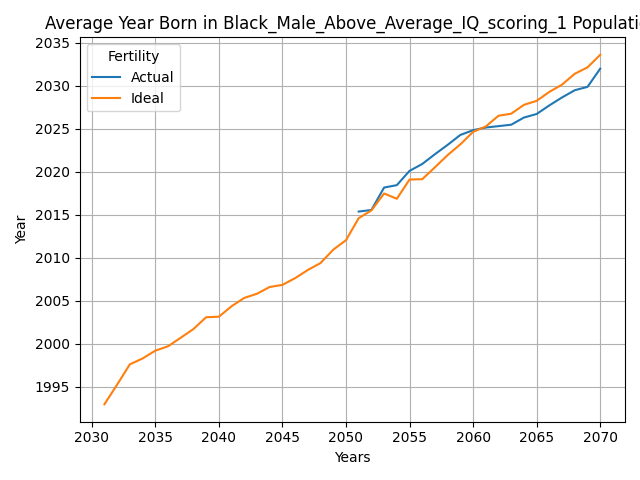 Average Year Born in Black_Male_Above_Average_IQ_scoring_1 Populati
Fertility
Actual
Ideal
2035
2030
2025
2020
2015
2010
2005
2000
1995
Year
2030 2035 2040 2045 2050 2055 2060 2065 2070
Years